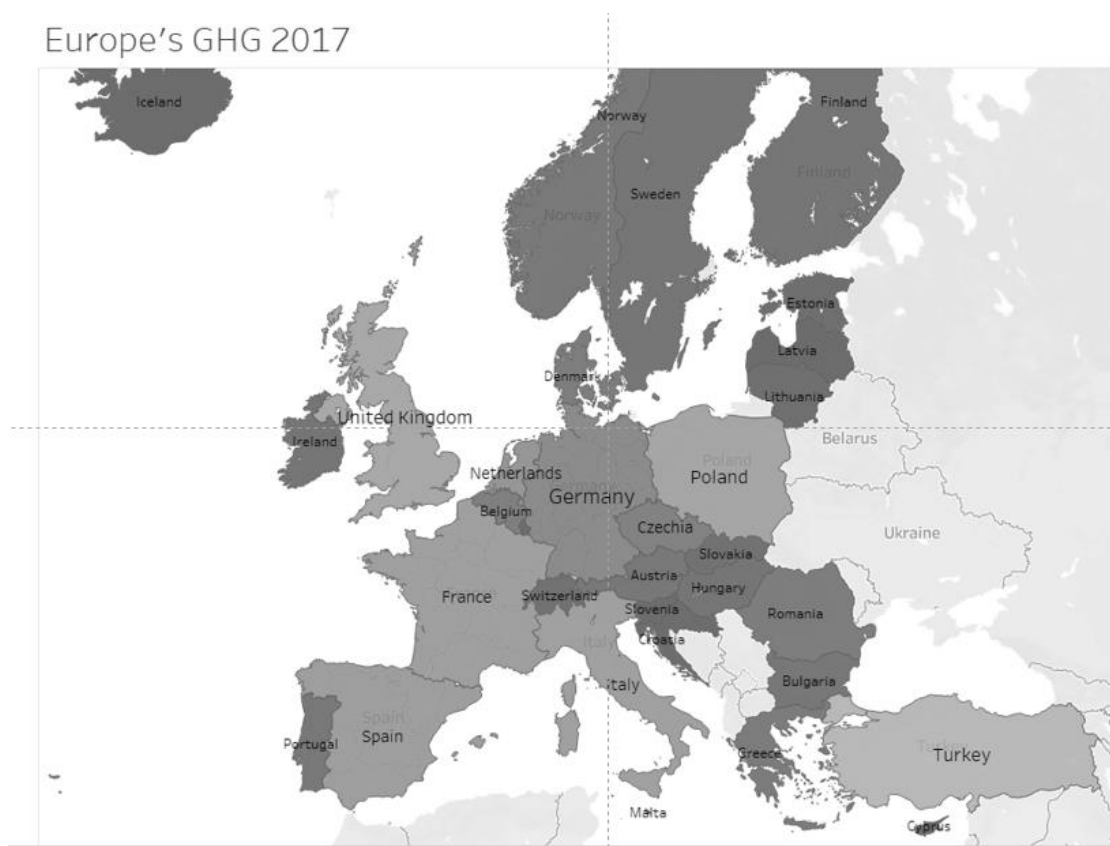 Europe's GHG 2017
Iceland
Finland
Norway
Finland
Sweden
Norway
Estonia
Latvia
Denmark
Lithuania
United Kingdom
Belarus
Ireland
Poland
Netherlands
Poland
Germany
Germany
Belgium
Czechia
Ukraine
Slovakia
Austria
Hungary
Switzerland
France
Slovenia
Romania
Croatia
Italy
Bulgaria
Italy
Spain
Spain
Portugal
Turkey
Greece
Turkey
Malta
Cyprus